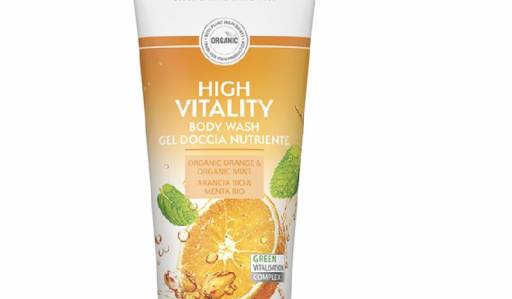 ORGANIC
HIGH
VITALITY
BODY WASH
GEL DOCCIA NUTRIENTE
ORGANIC ORANGE &
ORGANIC MINT
ARANCIA BIO &
MENTA BIO
GREEN
VITALISATION
COMPLEX